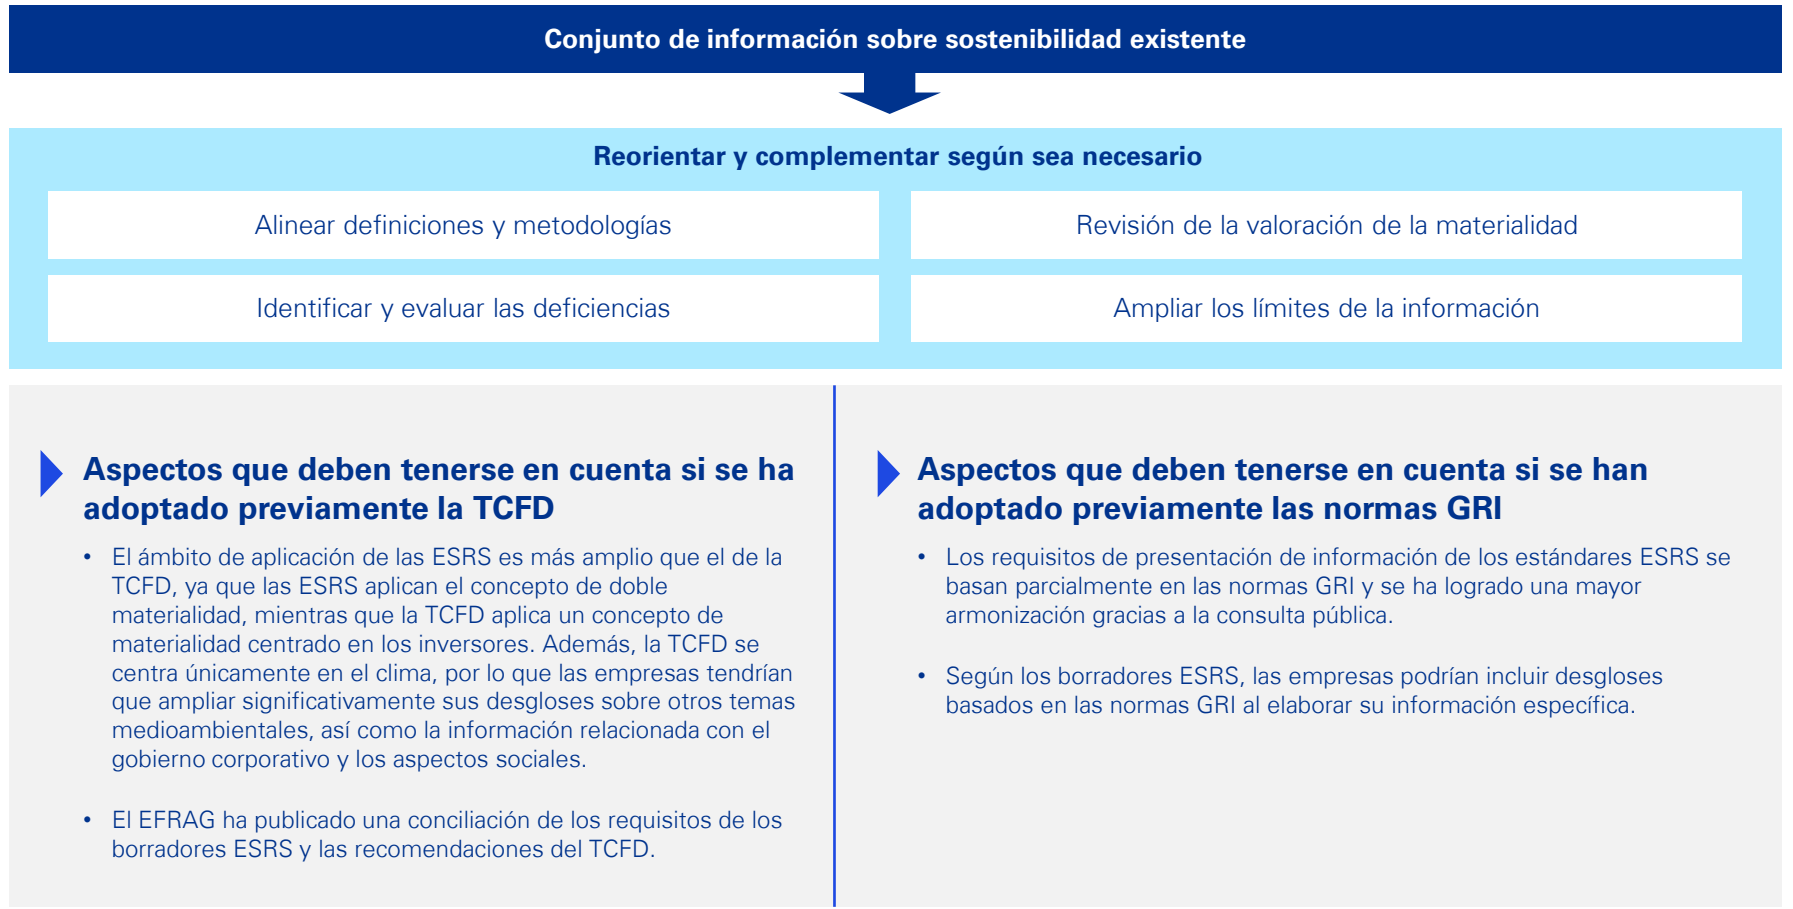 Conjunto de información sobre sostenibilidad existente
Reorientar y complementar según sea necesario
Alinear definiciones y metodologías
Revisión de la valoración de la materialidad
Identificar y evaluar las deficiencias
Ampliar los límites de la información
Aspectos que deben tenerse en cuenta si se ha
adoptado previamente la TCFD
• El ámbito de aplicación de las ESRS es más amplio que el de la
TCFD, ya que las ESRS aplican el concepto de doble
materialidad, mientras que la TCFD aplica un concepto de
materialidad centrado en los inversores. Además, la TCFD se
centra únicamente en el clima, por lo que las empresas tendrían
que ampliar significativamente sus desgloses sobre otros temas
medioambientales, así como la información relacionada con el
gobierno corporativo y los aspectos sociales.
• El EFRAG ha publicado una conciliación de los requisitos de los
borradores ESRS y las recomendaciones del TCFD.
Aspectos que deben tenerse en cuenta si se han
adoptado previamente las normas GRI
• Los requisitos de presentación de información de los estándares ESRS se
basan parcialmente en las normas GRI y se ha logrado una mayor
armonización gracias a la consulta pública.
• Según los borradores ESRS, las empresas podrían incluir desgloses
basados en las normas GRI al elaborar su información específica.